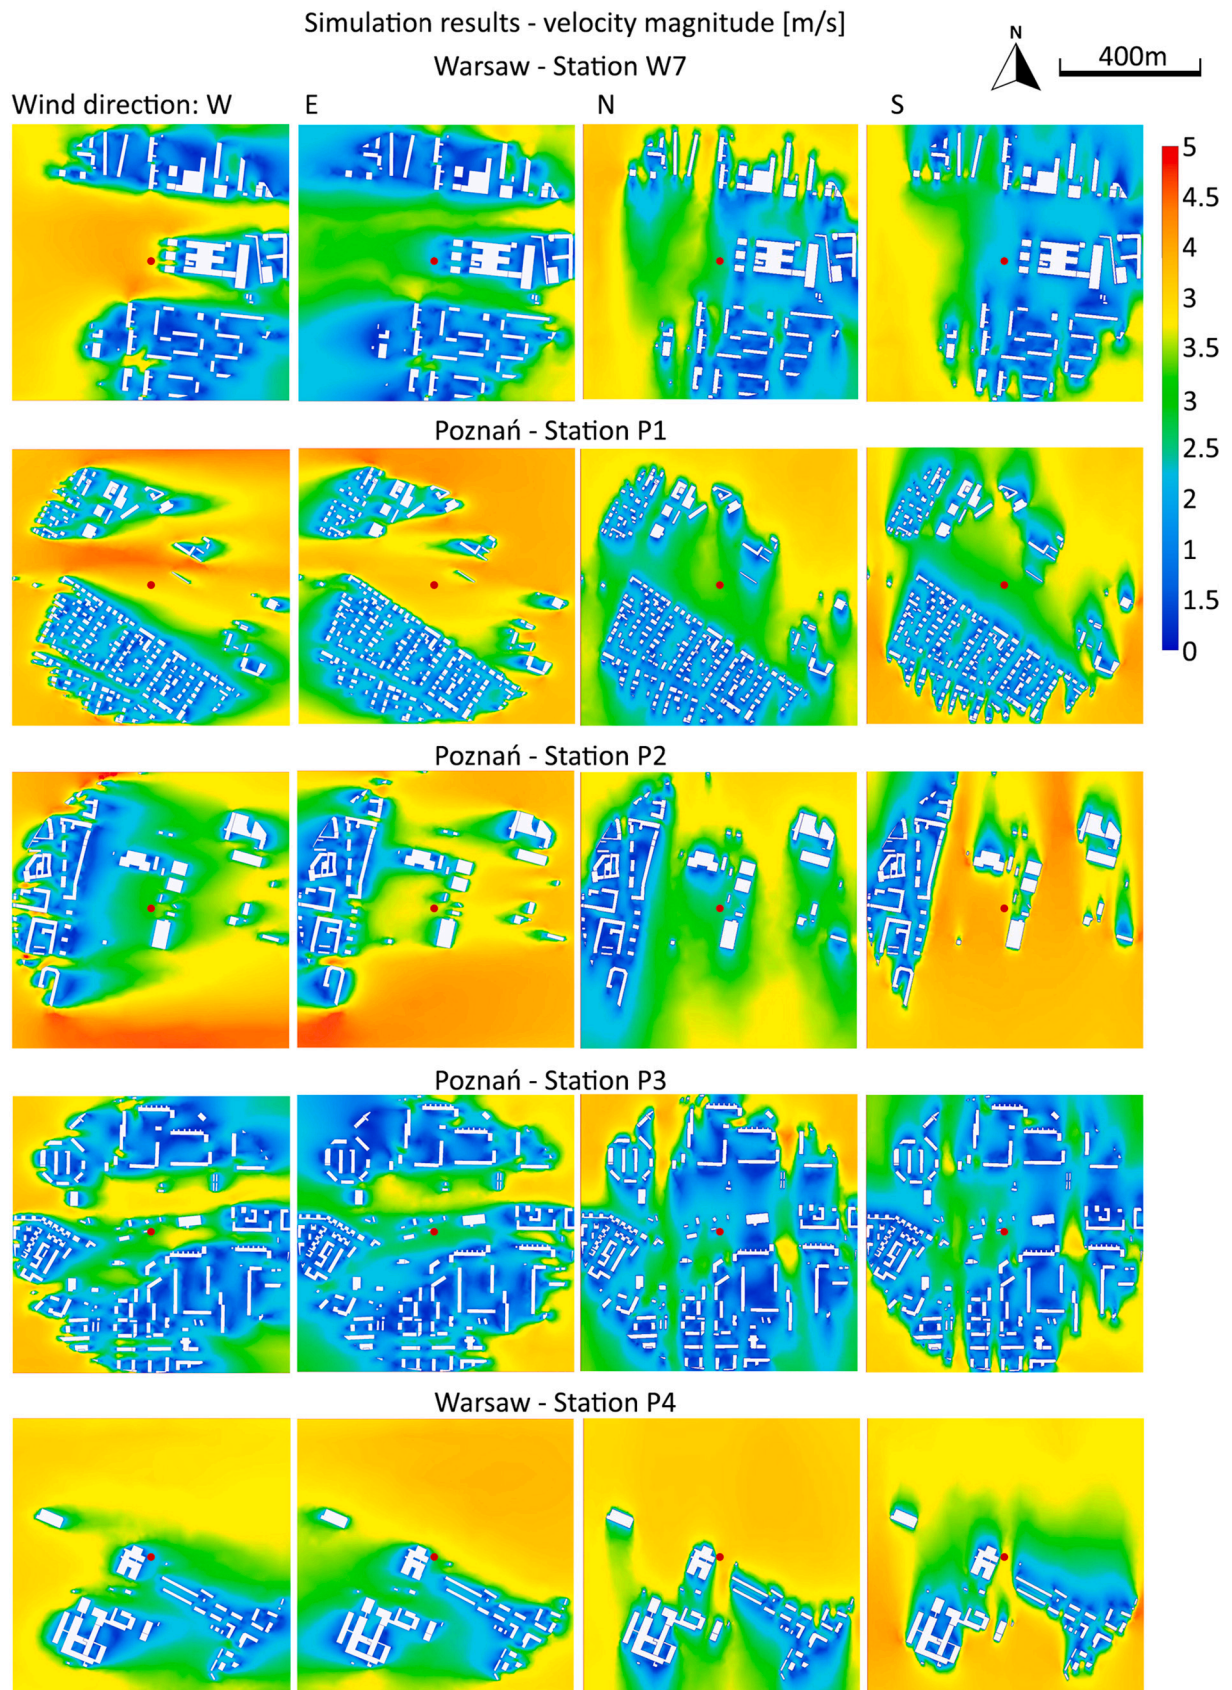 Simulation results - velocity magnitude [m/s]
Warsaw - Station W7
N
400m
Wind direction: W E N S
5
4.5
4
3
3.5
3
2.5
2
1
1.5
0
Poznań - Station P1
Poznań - Station P2
Poznań - Station P3
Warsaw - Station P4